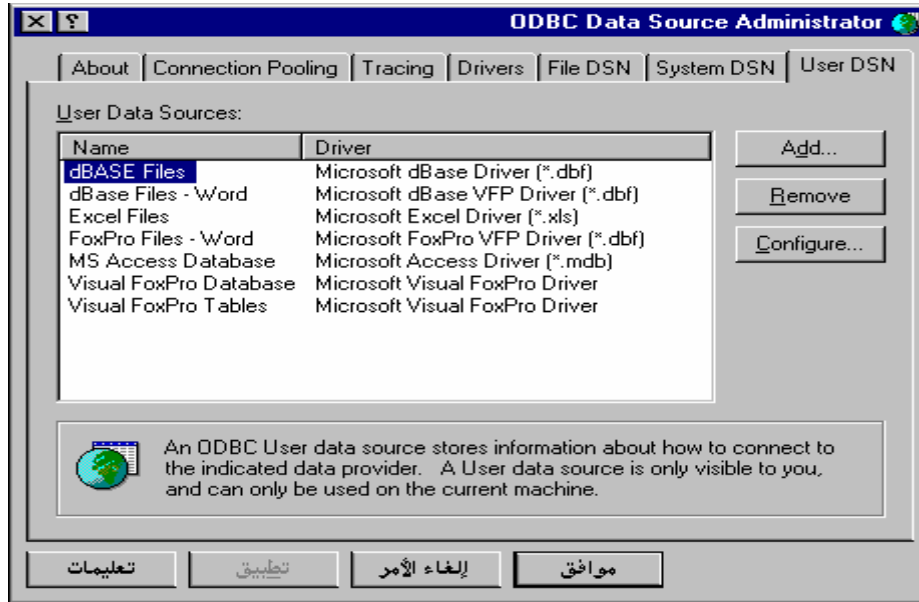 ODBC Data Source Administrator
About Connection Pooling Tracing Drivers File DSN System DSN User DSN
User Data Sources:
Name Driver
dBASE Files Microsoft dBase Driver (*.dbf)
dBase Files - Word Microsoft dBase VFP Driver (*.dbf)
Excel Files Microsoft Excel Driver (*.xls)
FoxPro Files - Word Microsoft FoxPro VFP Driver (*.dbf)
MS Access Database Microsoft Access Driver (*.mdb)
Visual FoxPro Database Microsoft Visual FoxPro Driver
Visual FoxPro Tables Microsoft Visual FoxPro Driver
Add...
Remove
Configure...
An ODBC User data source stores information about how to connect to
the indicated data provider. A User data source is only visible to you,
and can only be used on the current machine.
موافق إلغاء الأمر تطبيق تعليمات